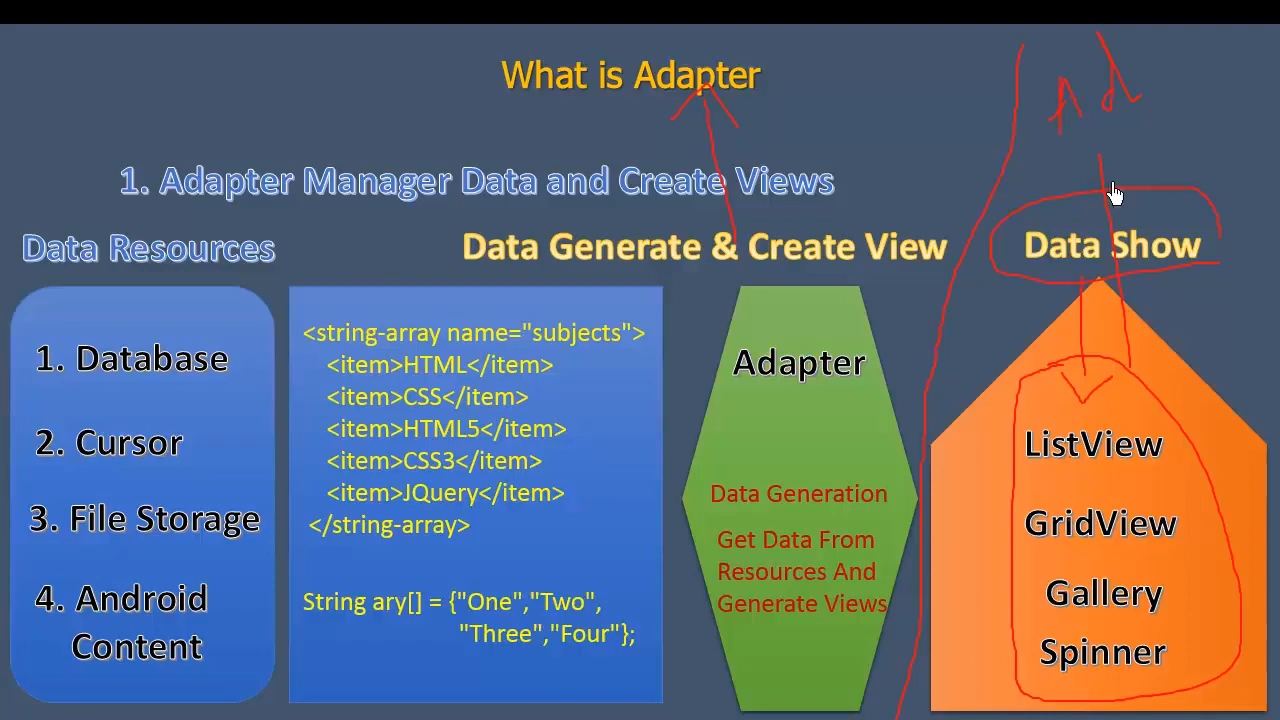 What is Adapter
Ad
1. Adapter Manager Data and Create Views
Data Resources
Data Generate & Create View
Data Show
1. Database
2. Cursor
3. File Storage
4. Android
Content
<string-array name="subjects">
<item>HTML</item>
<item>CSS</item>
<item>HTML5</item>
<item>CSS3</item>
<item>JQuery</item>
</string-array>
String ary[] = {"One","Two",
"Three","Four"};
Adapter
Data Generation
Get Data From
Resources And
Generate Views
ListView
GridView
Gallery
Spinner